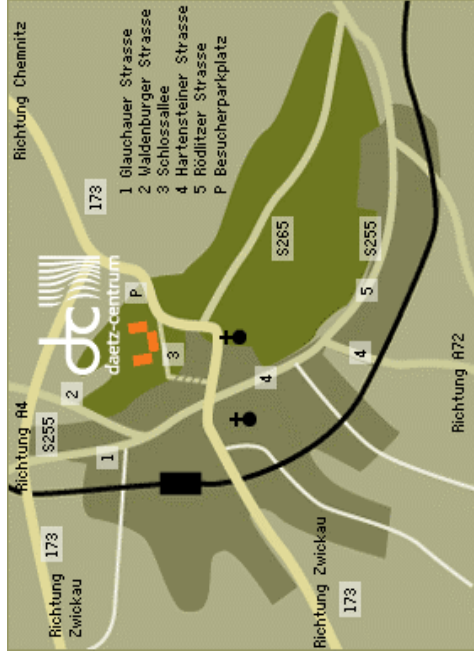 Richtung A4
Richtung Chemnitz
Richtung
Zwickau
173
S255
2
dc
daetz-centrum
173
1
P
3
1 Glauchauer Strasse
2 Waldenburger Strasse
3 Schlossallee
4 Hartensteiner Strasse
5 Rödlitzer Strasse
P Besucherparkplatz
4
S265
Richtung Zwickau
173
4
5
S255
Richtung A72